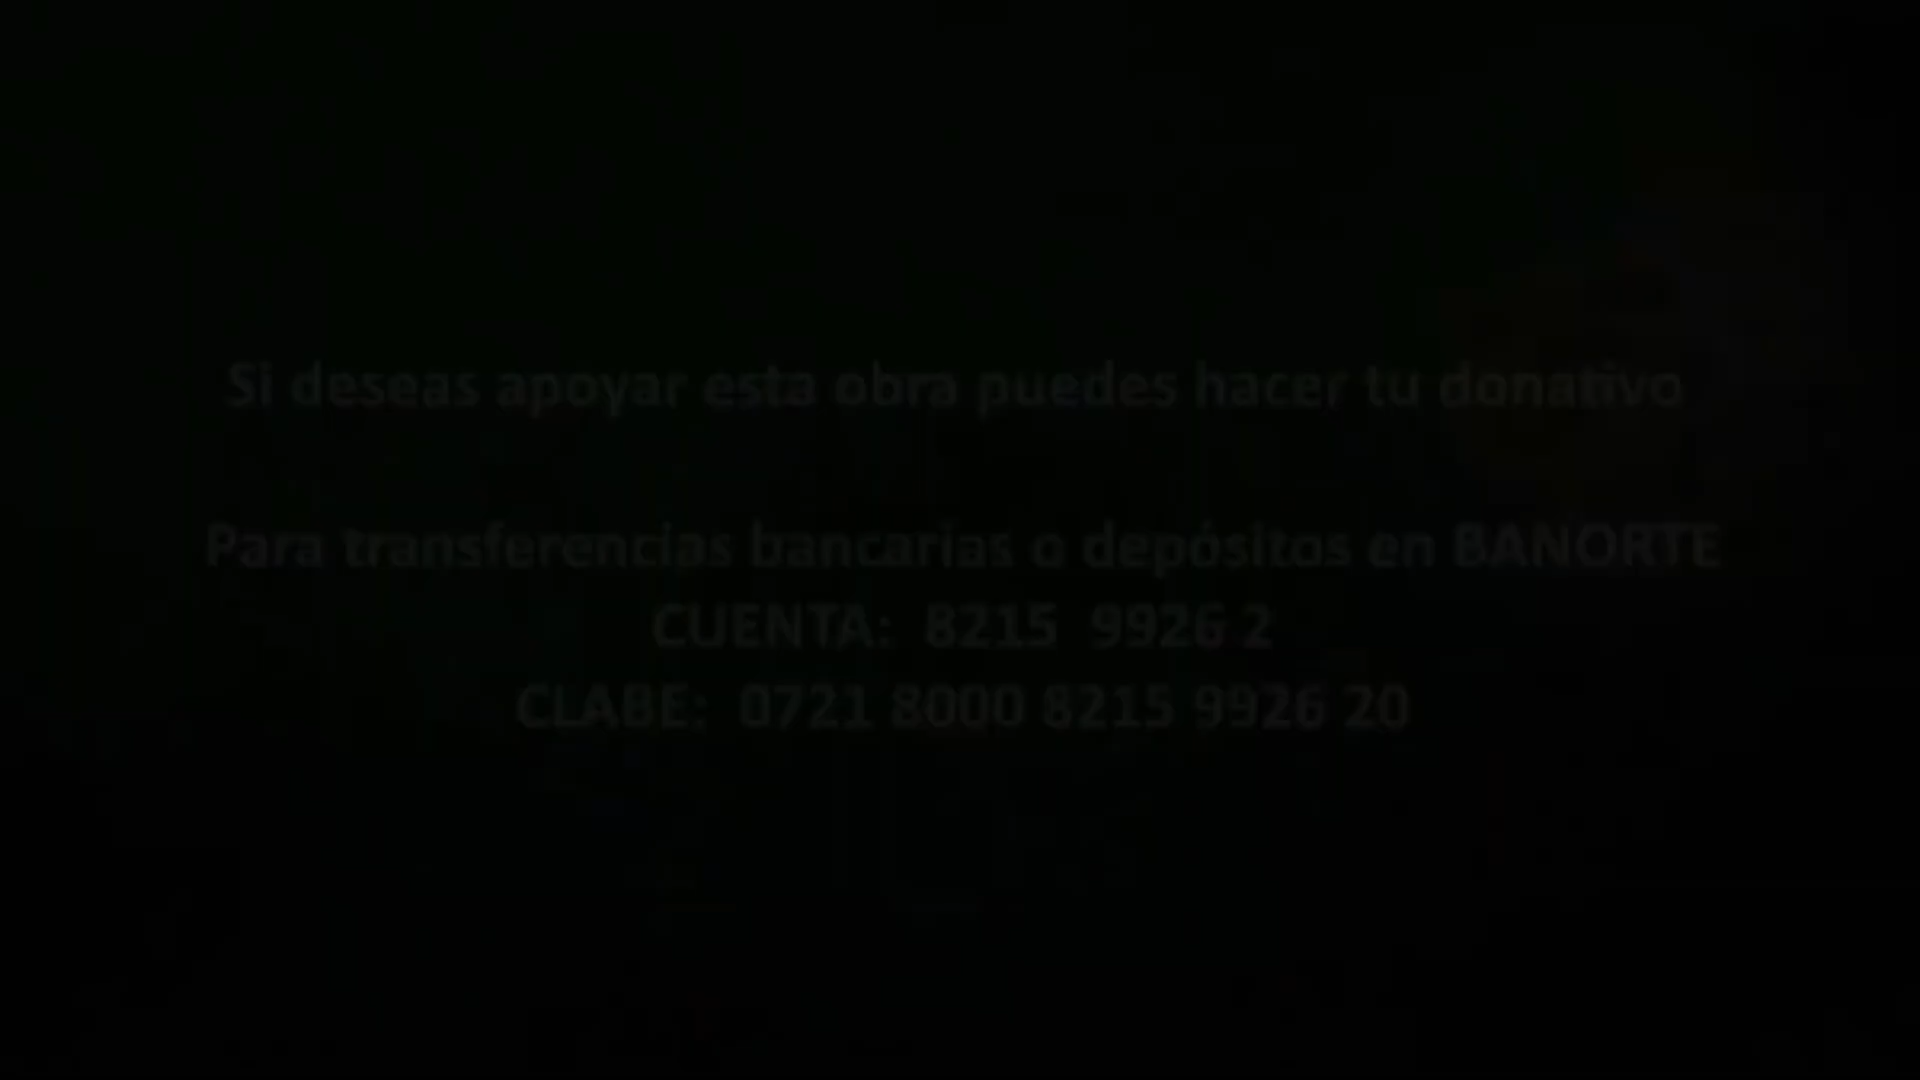 Si deseas apoyar esta obra puedes hacer tu donativo
Para transferencias bancarias o depósitos en BANORTE
CUENTA: 8215 9926 2
CLABE: 0721 8000 8215 9926 20